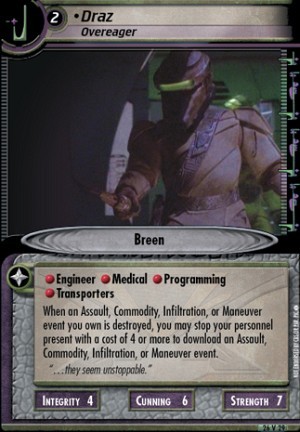 2 • Draz
Overeager
Breen
Engineer Medical Programming
Transporters
When an Assault, Commodity, Infiltration, or Maneuver
event you own is destroyed, you may stop your personnel
present with a cost of 4 or more to download an Assault,
Commodity, Infiltration, or Maneuver event.
“...they seem unstoppable.”
Integrity 4 Cunning 6 Strength 7
26 V 29